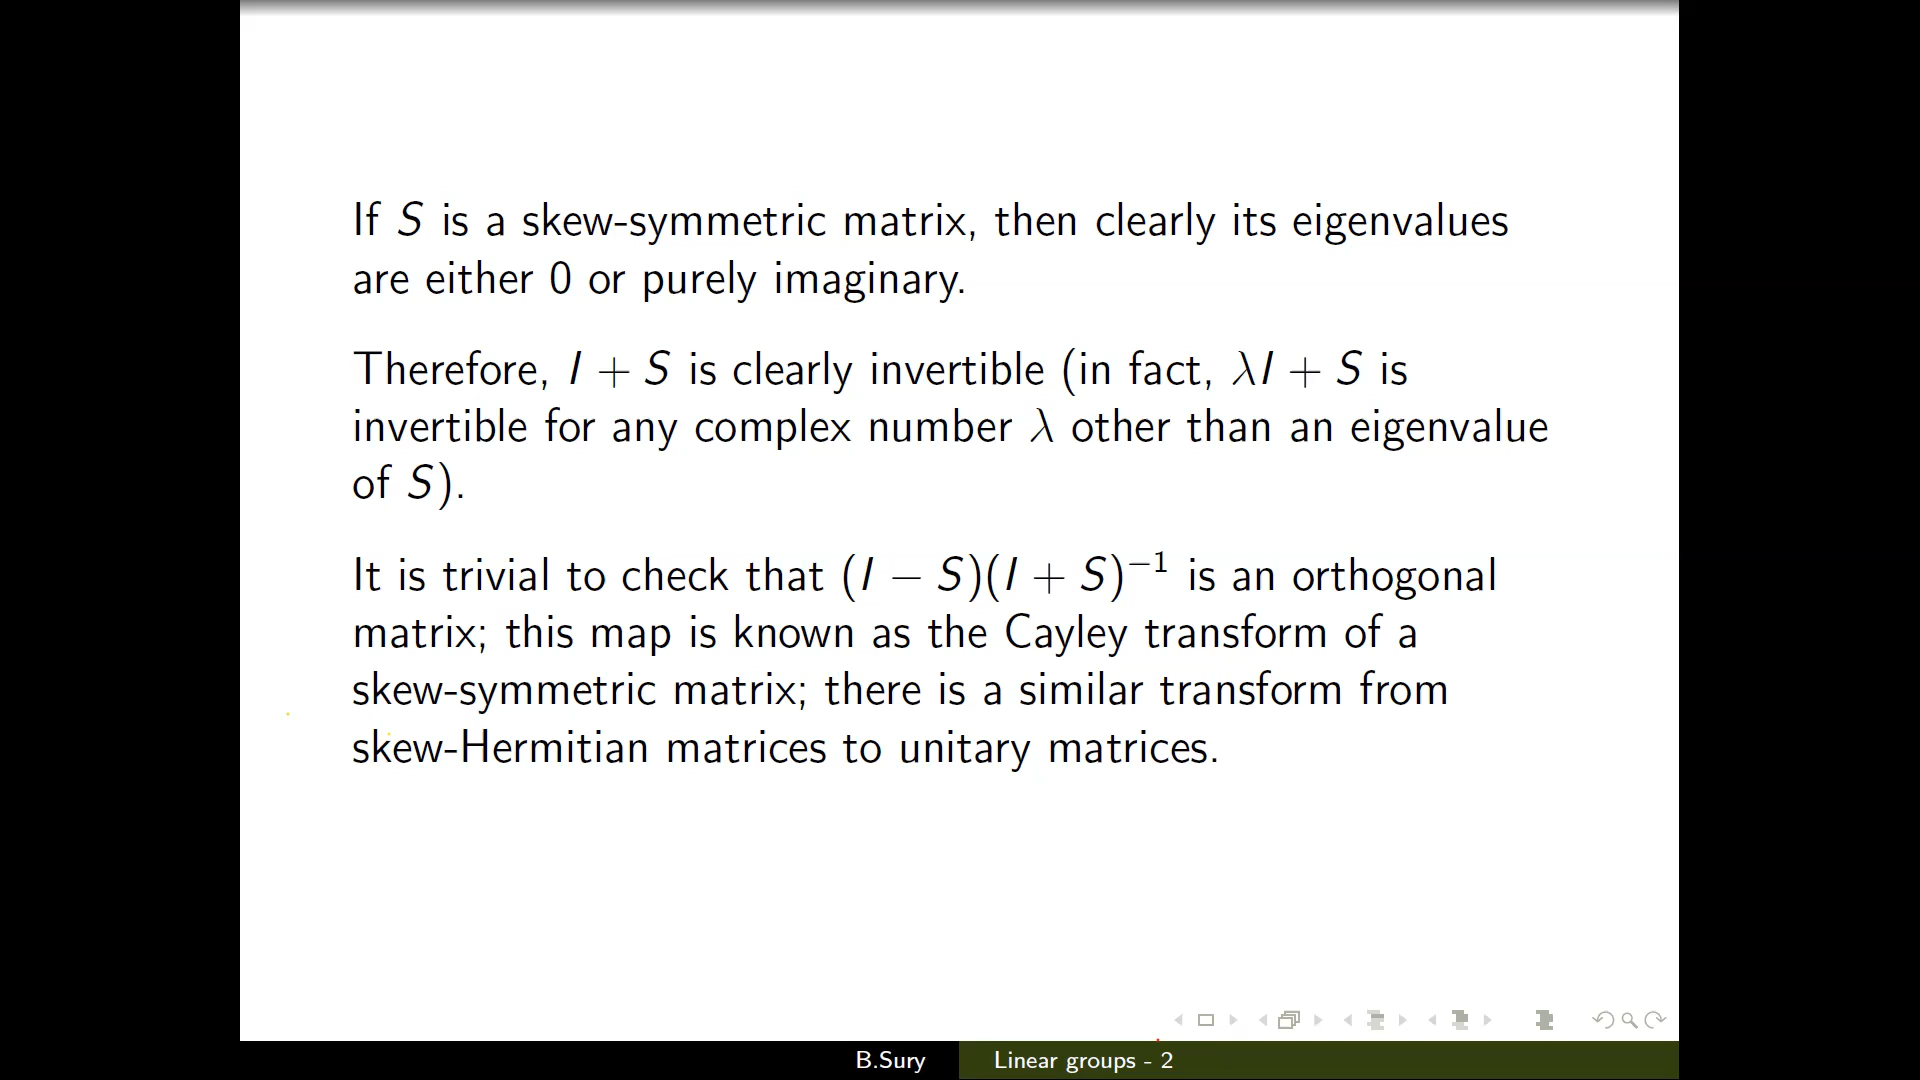 If S is a skew-symmetric matrix, then clearly its eigenvalues
are either 0 or purely imaginary.
Therefore, I + S is clearly invertible (in fact, λI + S is
invertible for any complex number λ other than an eigenvalue
of S).
It is trivial to check that (I − S)(I + S)⁻¹ is an orthogonal
matrix; this map is known as the Cayley transform of a
skew-symmetric matrix; there is a similar transform from
skew-Hermitian matrices to unitary matrices.
B.Sury
Linear groups - 2